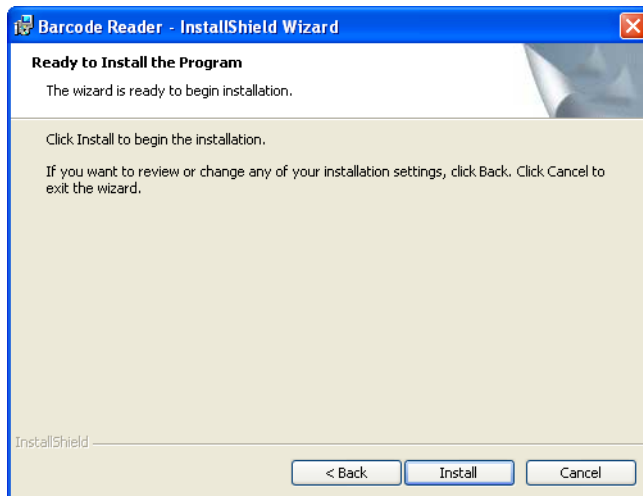 Barcode Reader - InstallShield Wizard
Ready to Install the Program
The wizard is ready to begin installation.
Click Install to begin the installation.
If you want to review or change any of your installation settings, click Back. Click Cancel to
exit the wizard.
InstallShield
< Back Install Cancel